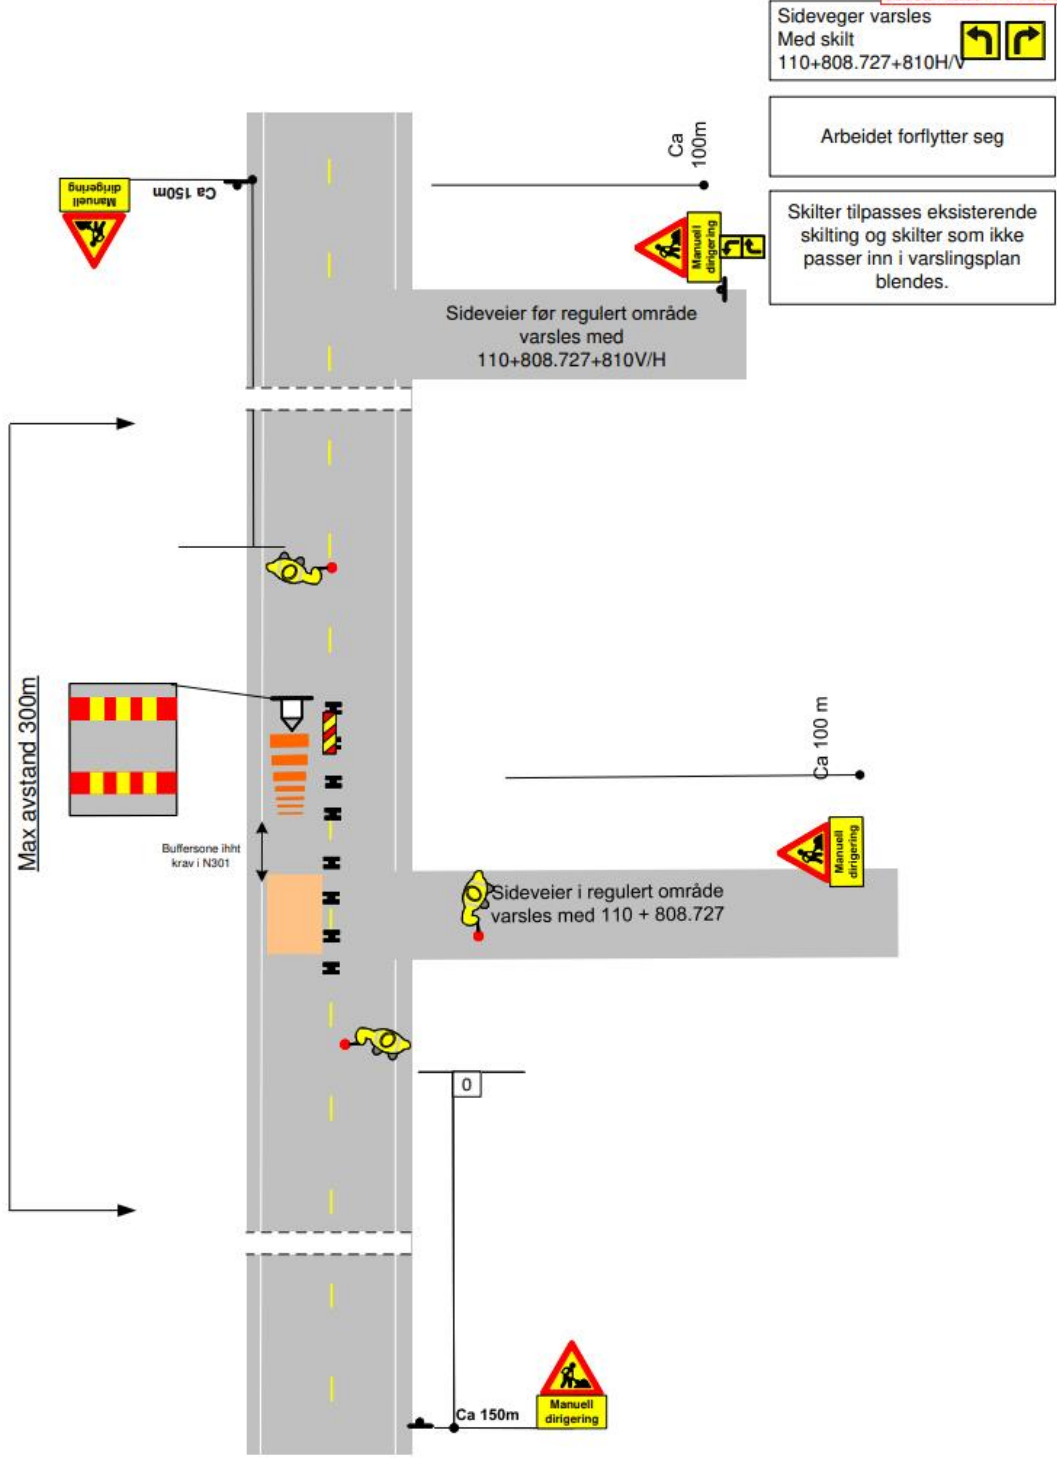 Sideveger varsles
Med skilt
110+808.727+810H/V
Arbeidet forflytter seg
Skilter tilpasses eksisterende
skilting og skilter som ikke
passer inn i varslingsplan
blendes.
Manuell
dirigering
Ca 150m
Ca
100m
Manuell
dirigering
Sideveier før regulert område
varsles med
110+808.727+810V/H
Max avstand 300m
Buffersone ihht
krav i N301
Ca 100 m
Manuell
dirigering
Sideveier i regulert område
varsles med 110 + 808.727
0
Ca 150m
Manuell
dirigering